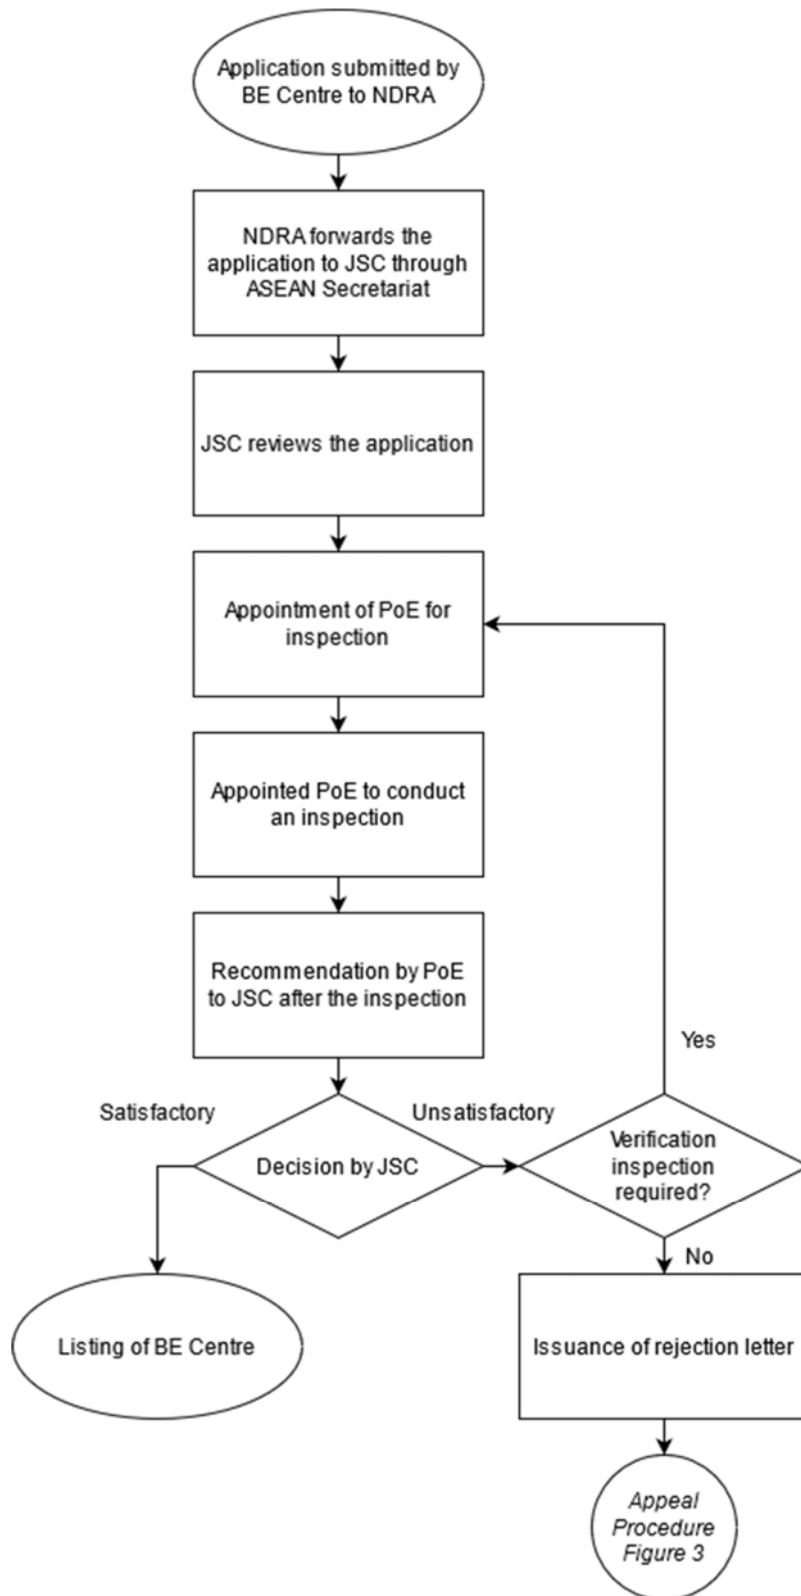 Application submitted by
BE Centre to NDRA
NDRA forwards the
application to JSC through
ASEAN Secretariat
JSC reviews the application
Appointment of PoE for
inspection
Appointed PoE to conduct
an inspection
Recommendation by PoE
to JSC after the inspection
Yes
Satisfactory
Unsatisfactory
Decision by JSC
Verification
inspection
required?
No
Listing of BE Centre
Issuance of rejection letter
Appeal
Procedure
Figure 3